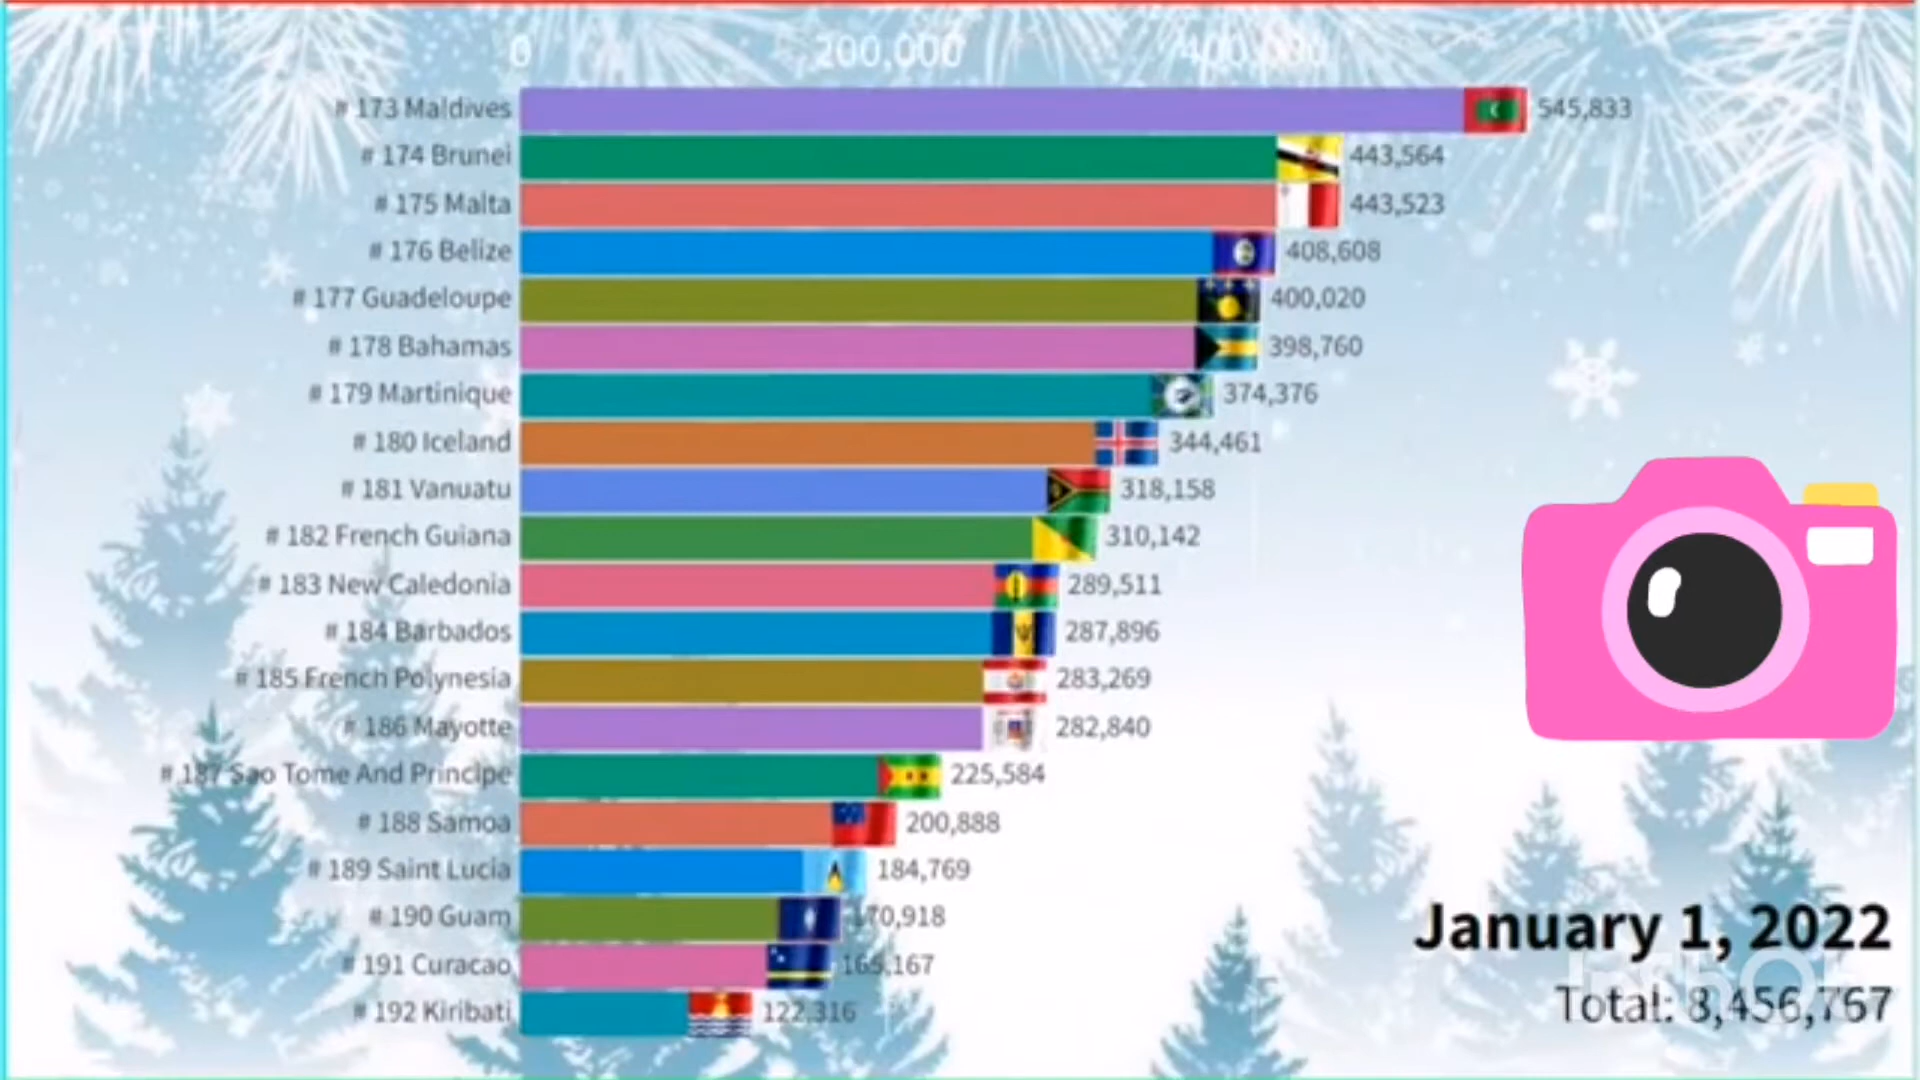 0 200,000 400,000
# 173 Maldives 545,833
# 174 Brunei 443,564
# 175 Malta 443,523
# 176 Belize 408,608
# 177 Guadeloupe 400,020
# 178 Bahamas 398,760
# 179 Martinique 374,376
# 180 Iceland 344,461
# 181 Vanuatu 318,158
# 182 French Guiana 310,142
# 183 New Caledonia 289,511
# 184 Barbados 287,896
# 185 French Polynesia 283,269
# 186 Mayotte 282,840
# 187 Sao Tome And Principe 225,584
# 188 Samoa 200,888
# 189 Saint Lucia 184,769
# 190 Guam 170,918
# 191 Curacao 165,167
# 192 Kiribati 122,316
January 1, 2022
Total: 8,456,767